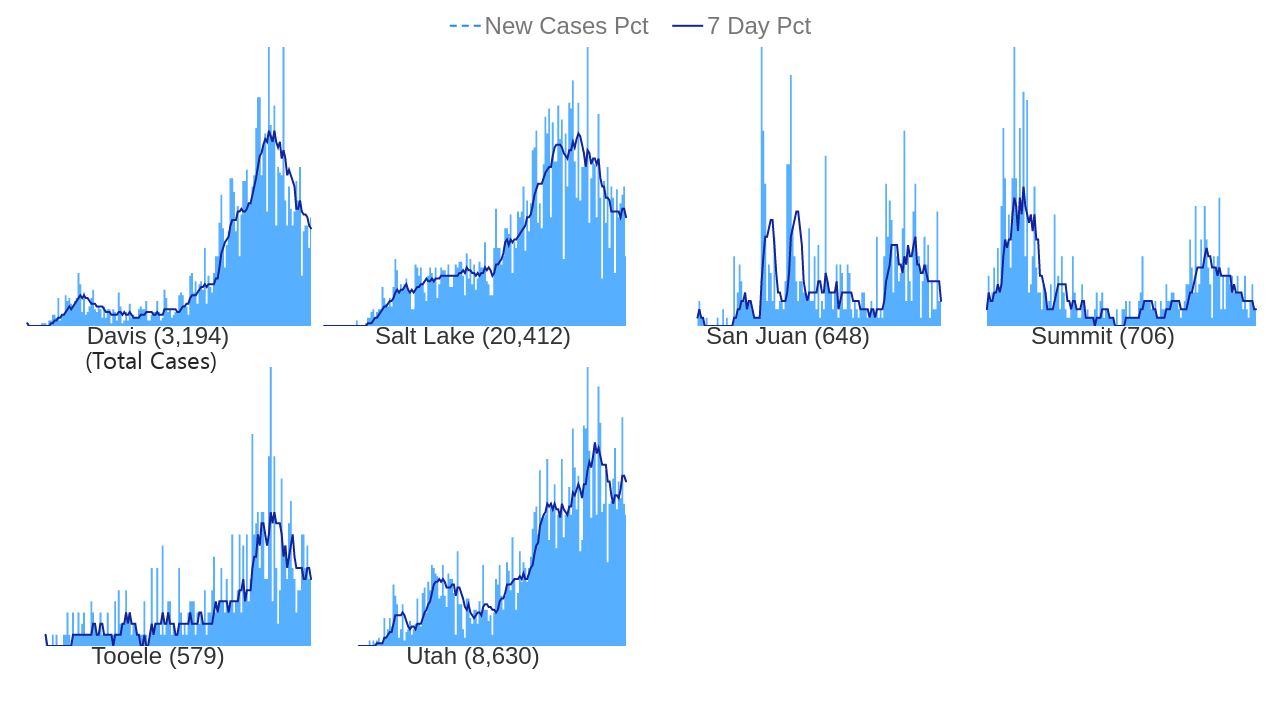 New Cases Pct 7 Day Pct
Davis (3,194)
(Total Cases)
Salt Lake (20,412)
San Juan (648)
Summit (706)
Tooele (579)
Utah (8,630)